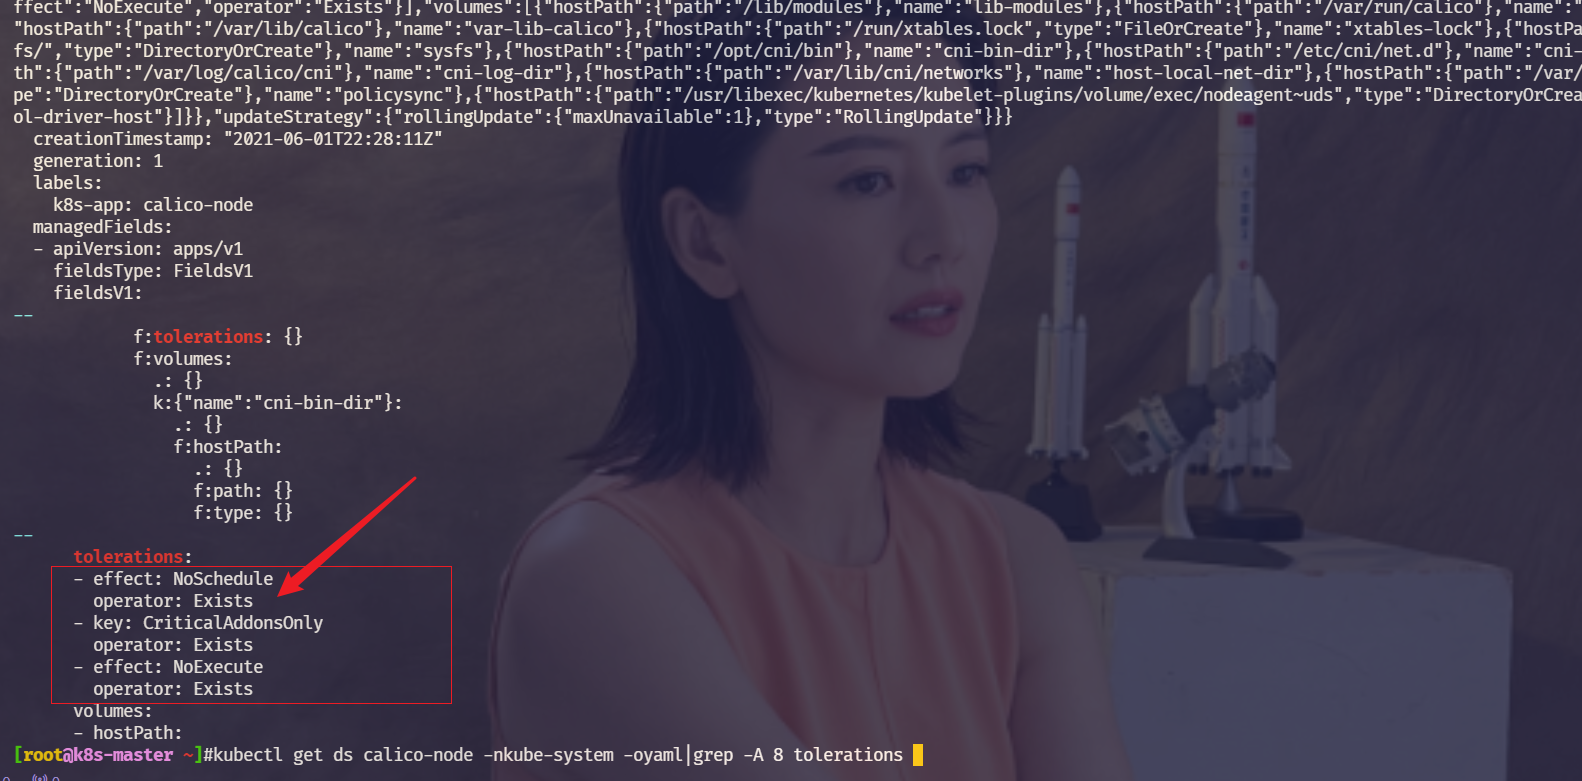 ffect":"NoExecute","operator":"Exists"}],"volumes":[{"hostPath":{"path":"/lib/modules"},"name":"lib-modules"},{"hostPath":{"path":"/var/run/calico"},"name":"
"hostPath":{"path":"/var/lib/calico"},"name":"var-lib-calico"},{"hostPath":{"path":"/run/xtables.lock","type":"FileOrCreate"},"name":"xtables-lock"},{"hostPa
fs/","type":"DirectoryOrCreate"},"name":"sysfs"},{"hostPath":{"path":"/opt/cni/bin"},"name":"cni-bin-dir"},{"hostPath":{"path":"/etc/cni/net.d"},"name":"cni-
th":{"path":"/var/log/calico/cni"},"name":"cni-log-dir"},{"hostPath":{"path":"/var/lib/cni/networks"},"name":"host-local-net-dir"},{"hostPath":{"path":"/var/
pe":"DirectoryOrCreate"},"name":"policysync"},{"hostPath":{"path":"/usr/libexec/kubernetes/kubelet-plugins/volume/exec/nodeagent~uds","type":"DirectoryOrCrea
ol-driver-host"}]}},"updateStrategy":{"rollingUpdate":{"maxUnavailable":1},"type":"RollingUpdate"}}}
  creationTimestamp: "2021-06-01T22:28:11Z"
  generation: 1
  labels:
    k8s-app: calico-node
  managedFields:
  - apiVersion: apps/v1
    fieldsType: FieldsV1
    fieldsV1:
--
            f:tolerations: {}
            f:volumes:
              .: {}
              k:{"name":"cni-bin-dir"}:
                .: {}
                f:hostPath:
                  .: {}
                  f:path: {}
                  f:type: {}
--
      tolerations:
      - effect: NoSchedule
        operator: Exists
      - key: CriticalAddonsOnly
        operator: Exists
      - effect: NoExecute
        operator: Exists
      volumes:
      - hostPath:
[root@k8s-master ~]#kubectl get ds calico-node -nkube-system -oyaml|grep -A 8 tolerations